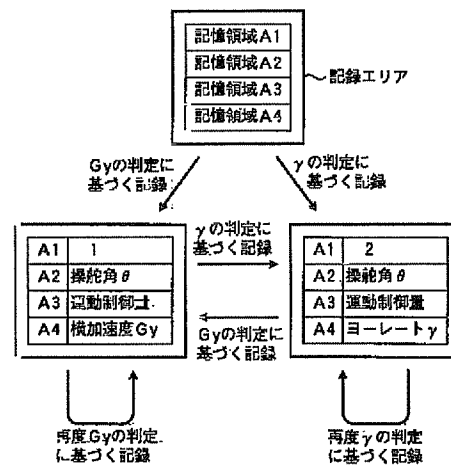 記憶領域A1
記憶領域A2
記憶領域A3
記憶領域A4
記録エリア
Gyの判定に
基づく記録
γの判定に
基づく記録
A1 1
A2 操舵角θ
A3 運動制御量
A4 横加速度Gy
γの判定に
基づく記録
Gyの判定に
基づく記録
A1 2
A2 操舵角θ
A3 運動制御量
A4 ヨーレートγ
再度Gyの判定
に基づく記録
再度γの判定
に基づく記録